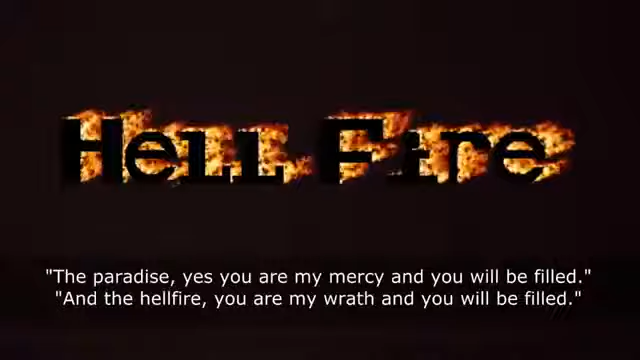 Hell Fire
"The paradise, yes you are my mercy and you will be filled."
"And the hellfire, you are my wrath and you will be filled."